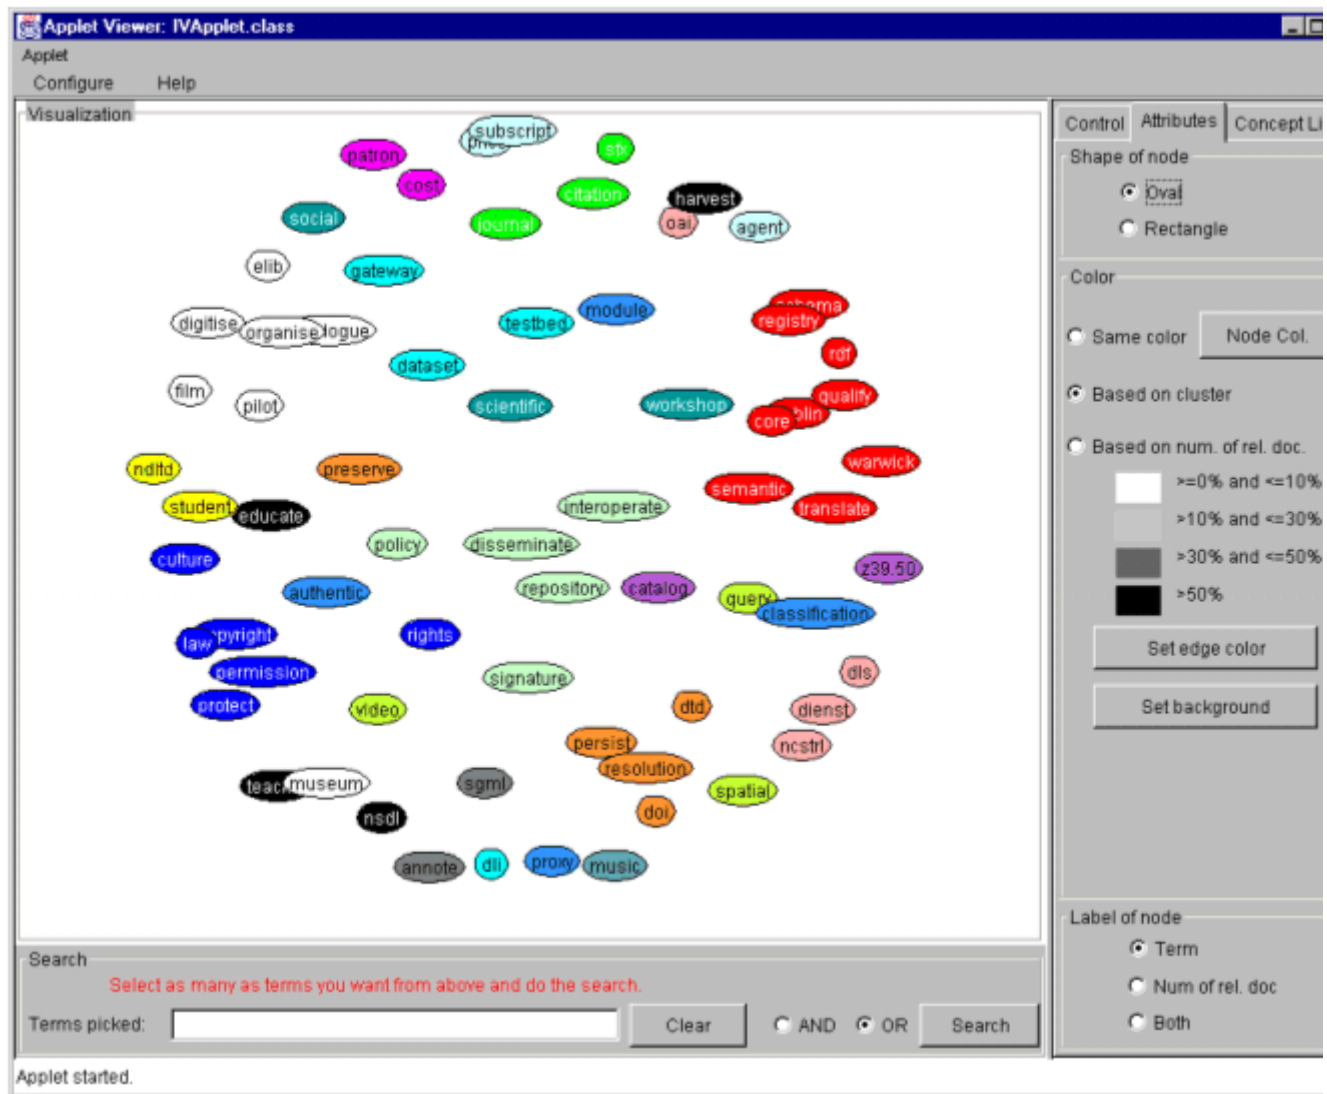 Applet Viewer: IVApplet.class
Applet
Configure Help
Visualization
subscript
patron
sfx
cost
citation
harvest
social
journal
oai
agent
elib
gateway
module
digitise
organise
logue
testbed
registry
rdf
dataset
film
pilot
scientific
workshop
qualify
core
ndltd
preserve
warwick
semantic
student
educate
interoperate
translate
policy
disseminate
culture
z39.50
authentic
repository
catalog
query
classification
law
pyright
rights
permission
signature
dls
protect
video
dtd
dienst
persist
ncstrl
resolution
museum
sgml
spatial
nsdl
doi
annote
dli
proxy
music
Control Attributes Concept Li
Shape of node
Oval
Rectangle
Color
Same color Node Col.
Based on cluster
Based on num. of rel. doc.
>=0% and <=10%
>10% and <=30%
>30% and <=50%
>50%
Set edge color
Set background
Label of node
Term
Num of rel. doc
Both
Search
Select as many as terms you want from above and do the search.
Terms picked: Clear AND OR Search
Applet started.